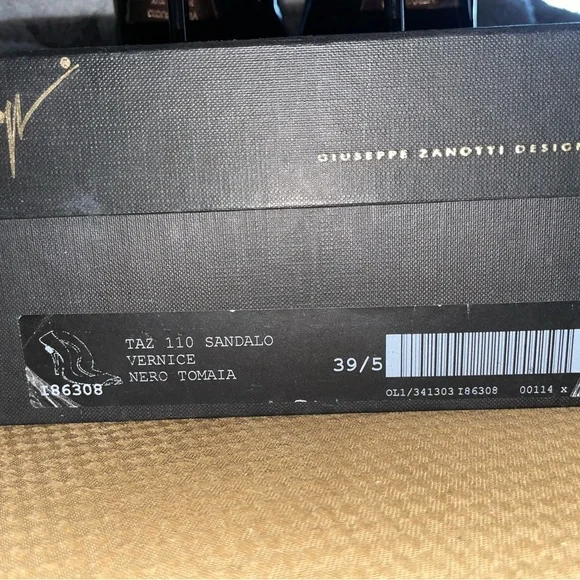 ®
GIUSEPPE ZANOTTI DESIGN
TAZ 110 SANDALO
VERNICE
NERO TOMAIA
39/5
I86308
OL1/341303 I86308 00114 x